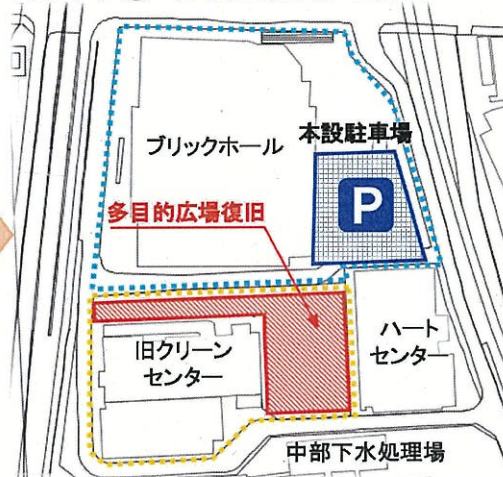 ブリックホール
本設駐車場
P
多目的広場復旧
旧クリーン
センター
ハート
センター
中部下水処理場